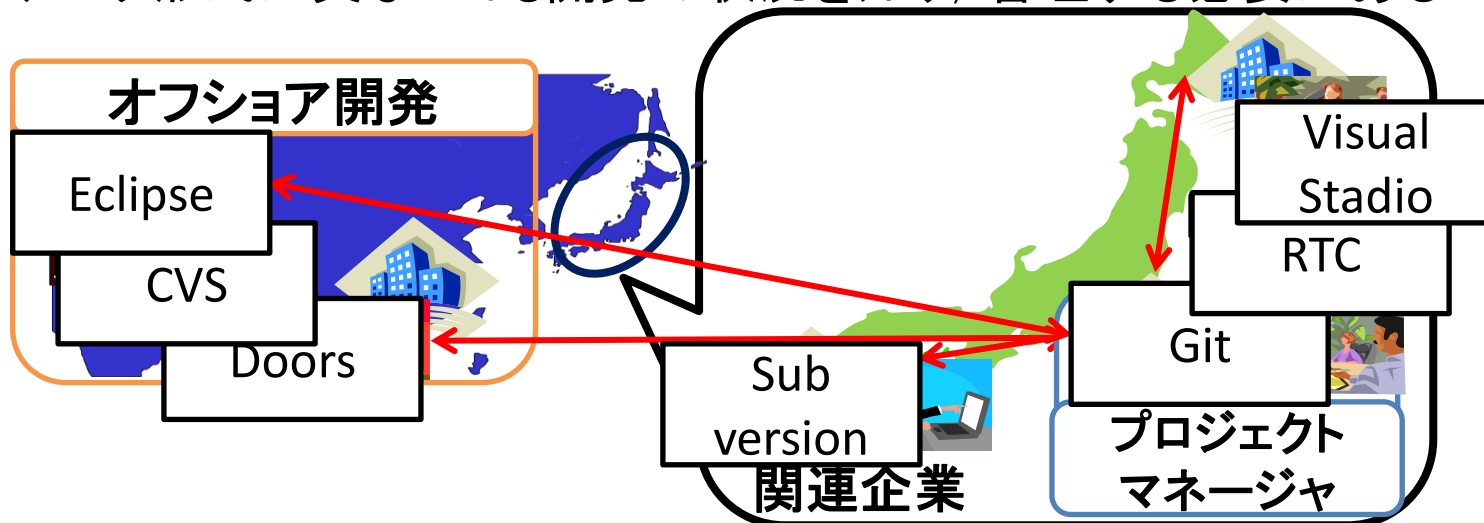 オフショア開発
Eclipse
CVS
Doors
Visual
Stadio
RTC
Git
Sub
version
関連企業
プロジェクト
マネージャ